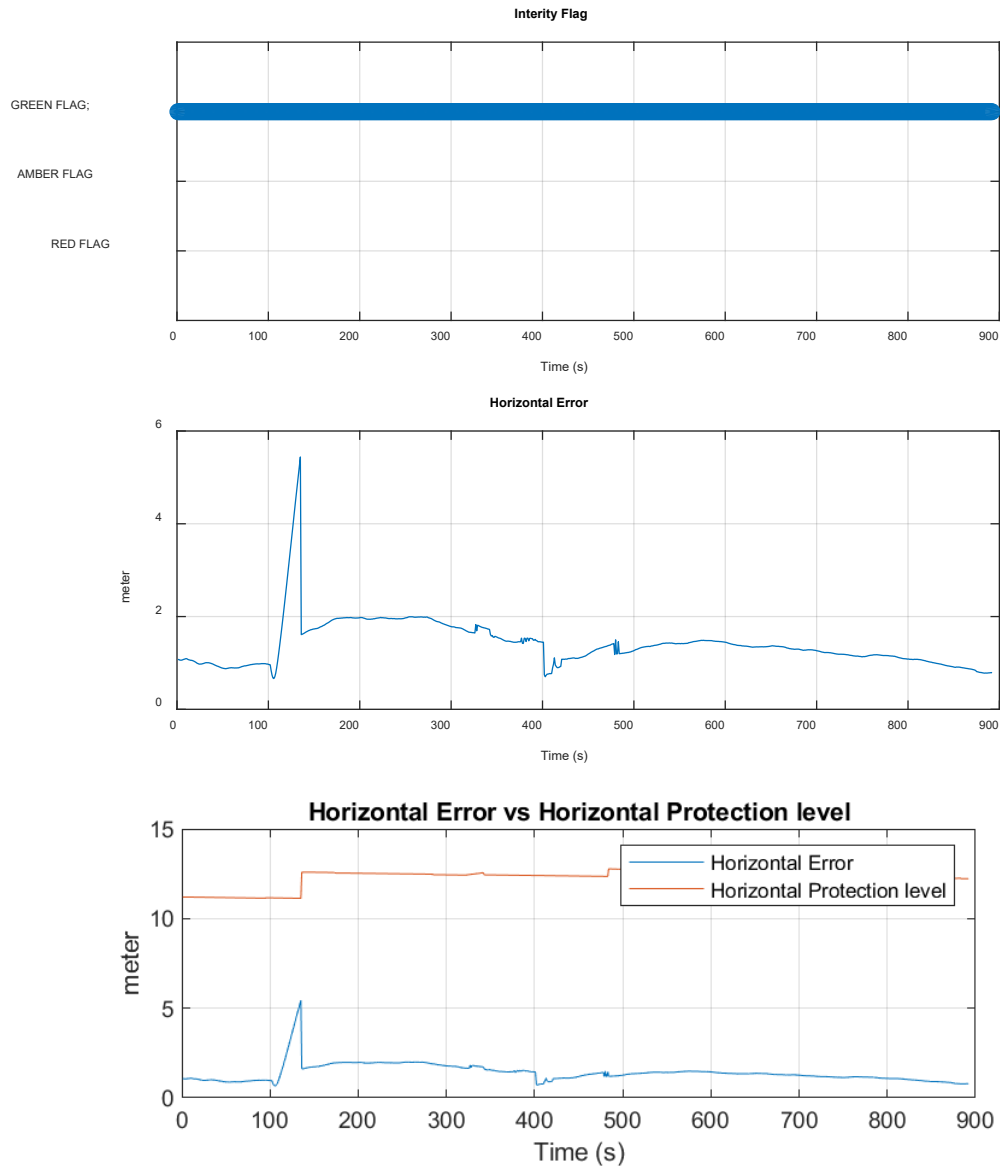 Interity Flag
GREEN FLAG;
AMBER FLAG
RED FLAG
0 100 200 300 400 500 600 700 800 900
Time (s)
Horizontal Error
6
4
2
0
meter
0 100 200 300 400 500 600 700 800 900
Time (s)
Horizontal Error vs Horizontal Protection level
15
10
5
0
meter
Horizontal Error
Horizontal Protection level
0 100 200 300 400 500 600 700 800 900
Time (s)